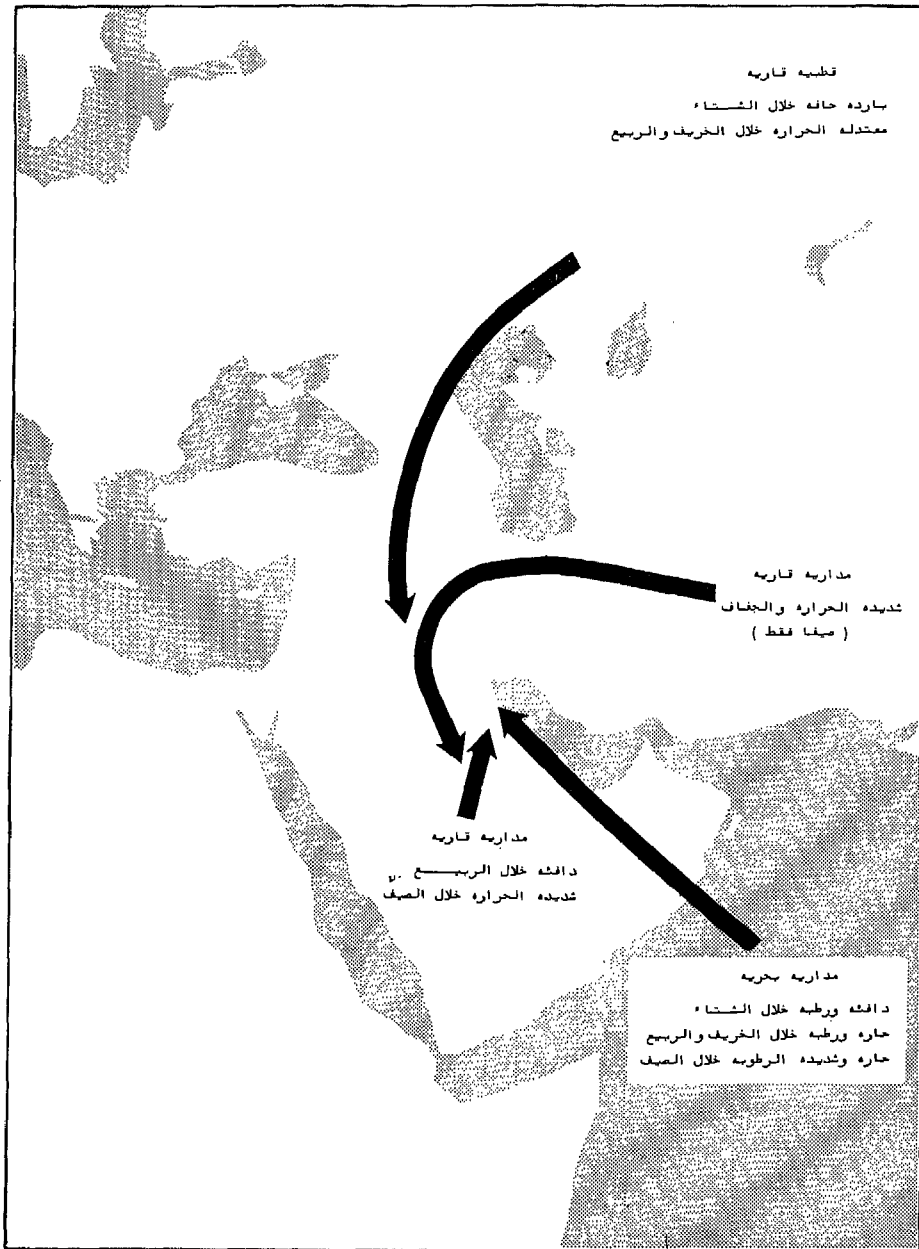 قطبيه قاريه
بارده جافه خلال الشتاء
معتدله الحراره خلال الخريف والربيع
مداريه قاريه
شديده الحراره والجفاف
( صيفا فقط )
مداريه قاريه
دافئه خلال الربيع
شديده الحراره خلال الصيف
مداريه بحريه
دافئه ورطبه خلال الشتاء
حاره ورطبه خلال الخريف والربيع
حاره وشديده الرطوبه خلال الصيف